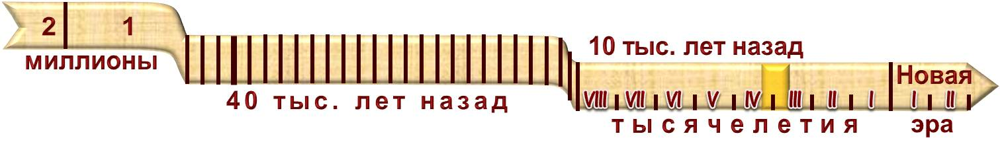 2 1
миллионы
40 тыс. лет назад
10 тыс. лет назад
Новая
VIII VII VI V IV III II I I II
тысячелетия
эра